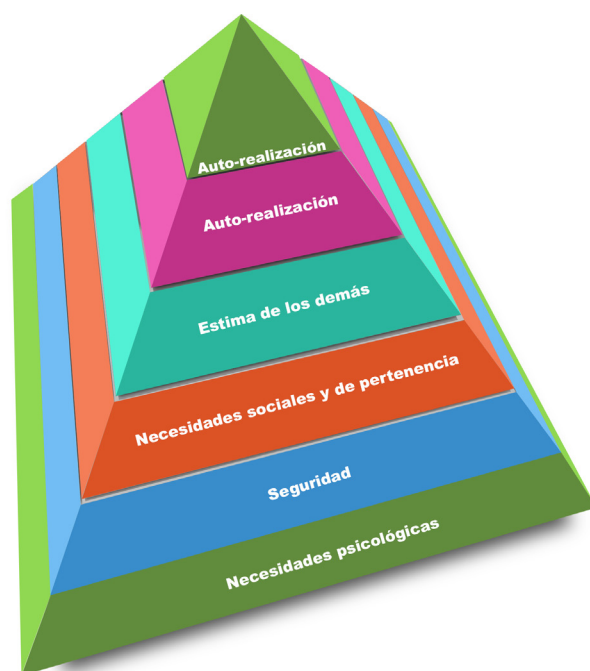 Auto-realización
Auto-realización
Estima de los demás
Necesidades sociales y de pertenencia
Seguridad
Necesidades psicológicas